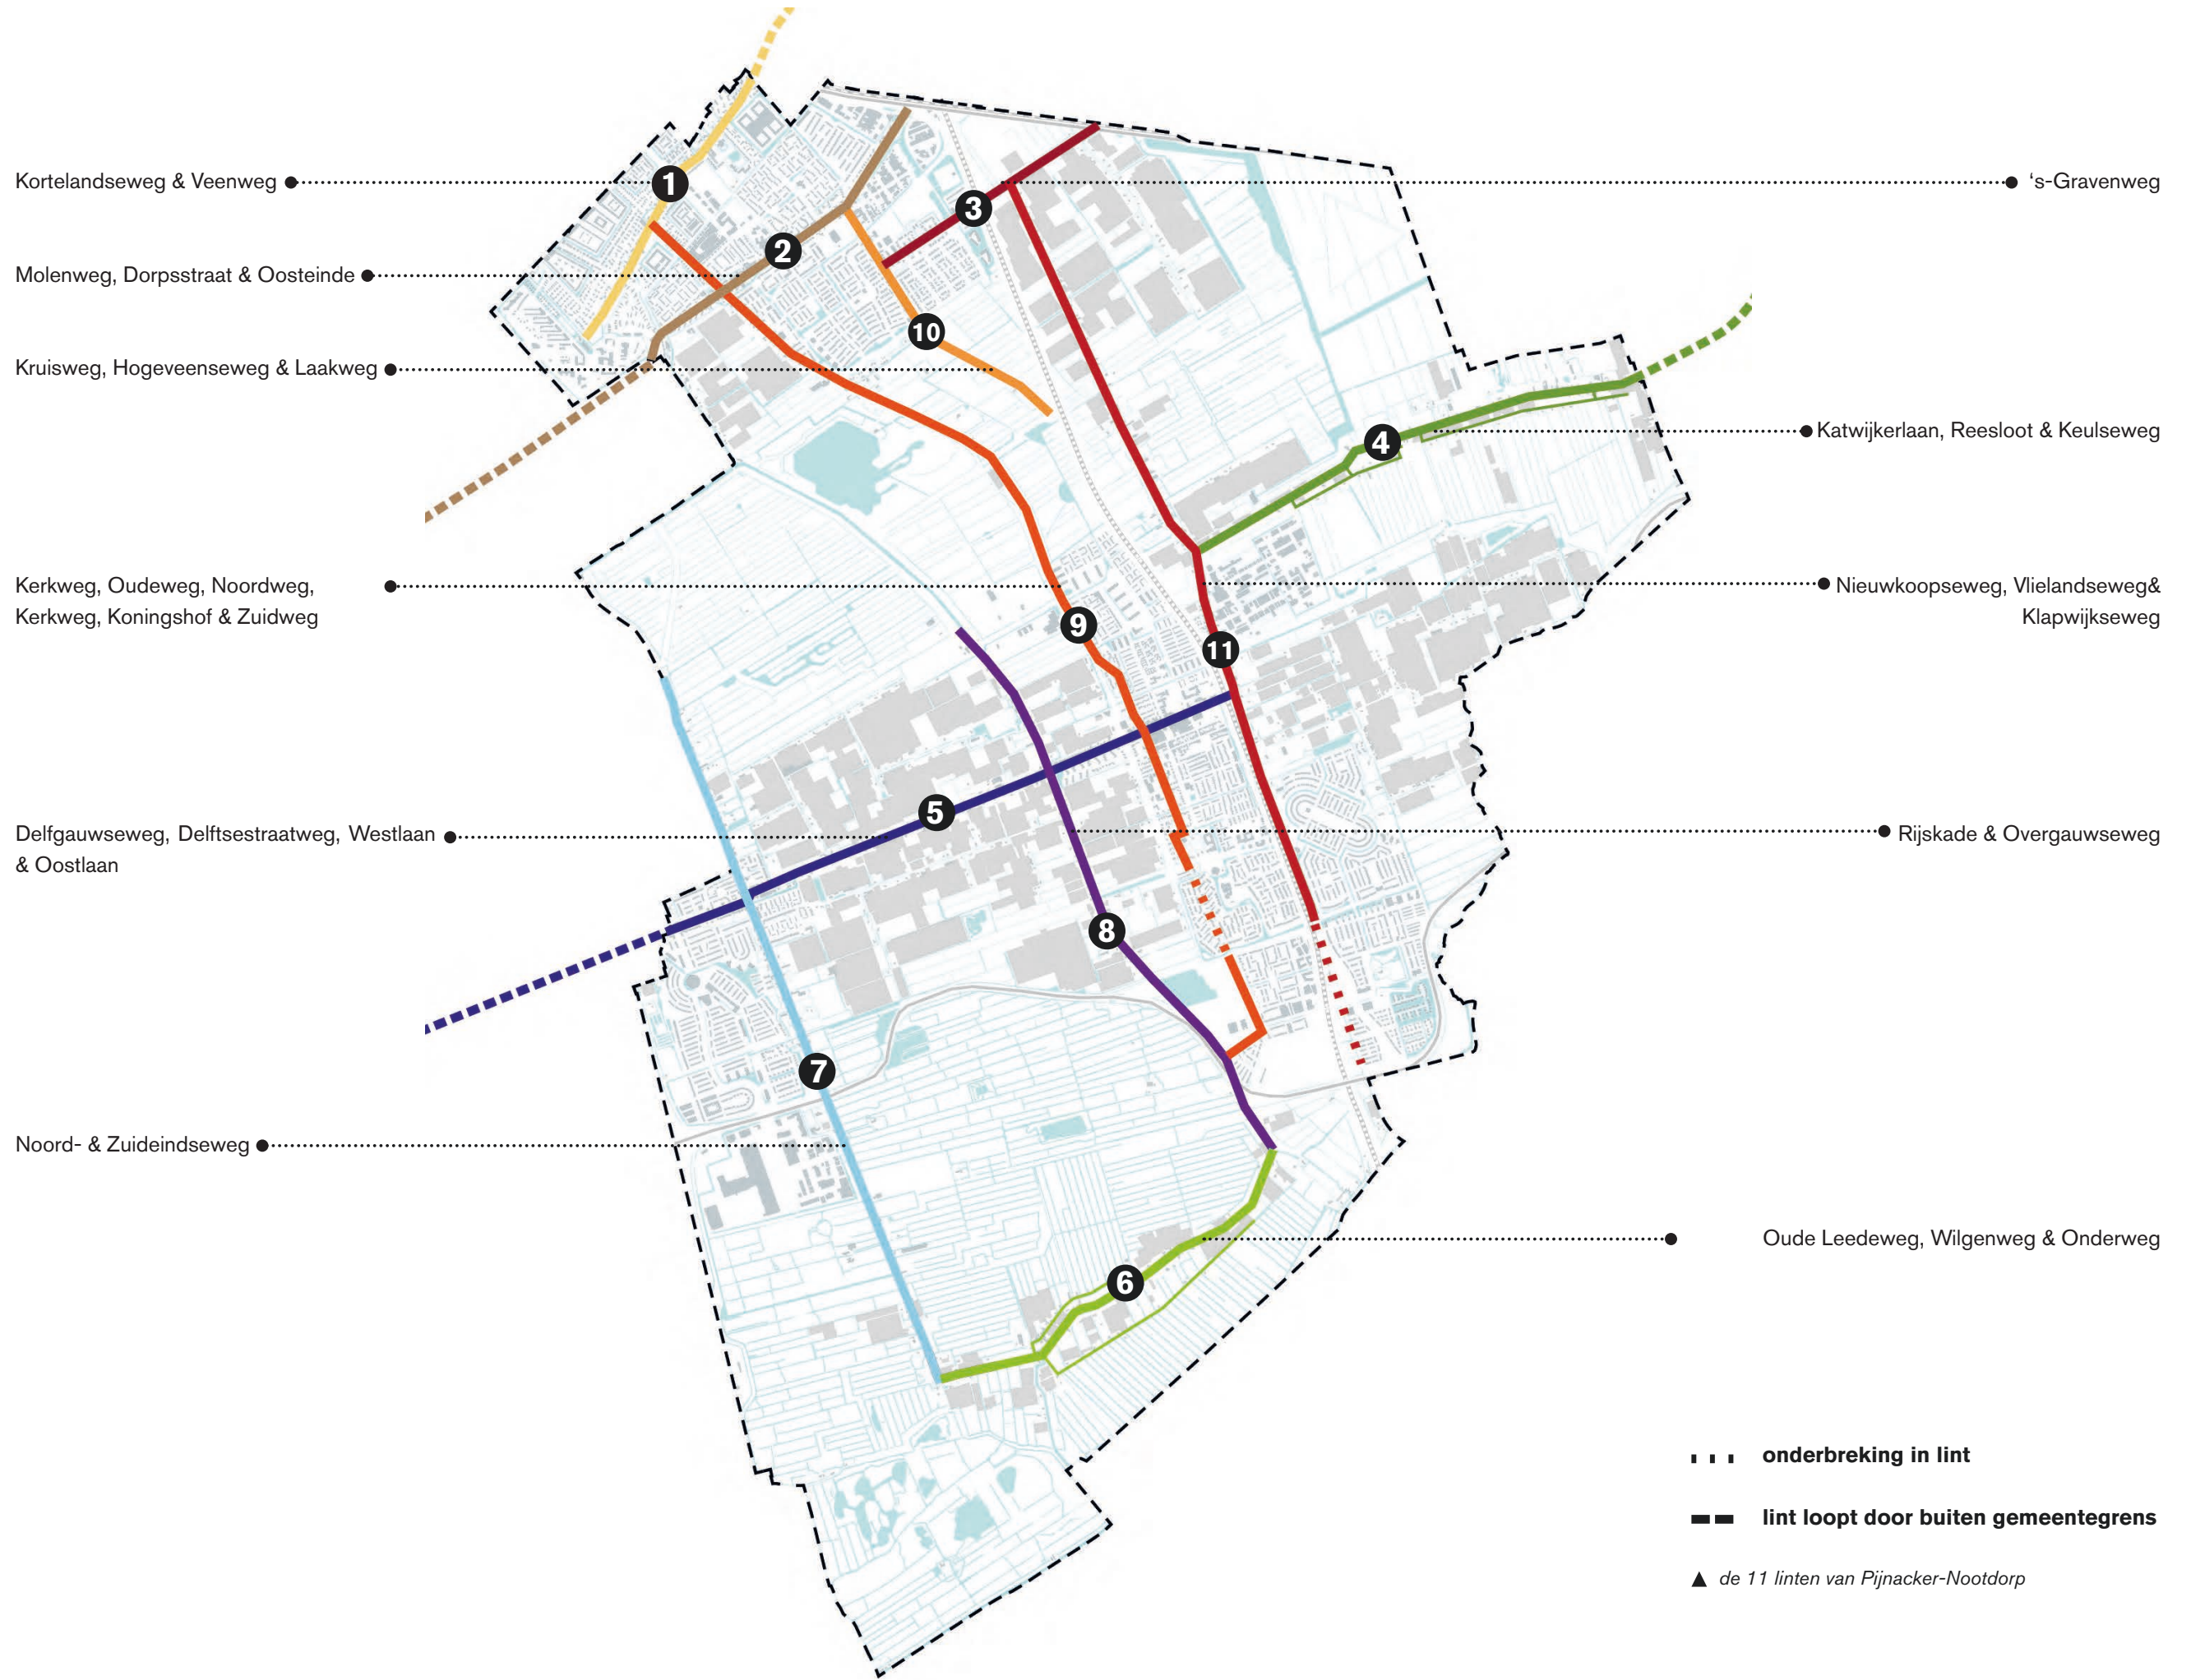 Kortelandseweg & Veenweg
Molenweg, Dorpsstraat & Oosteinde
Kruisweg, Hogeveenseweg & Laakweg
Kerkweg, Oudeweg, Noordweg,
Kerkweg, Koningshof & Zuidweg
Delfgauwseweg, Delftsestraatweg, Westlaan
& Oostlaan
Noord- & Zuideindseweg
1
2
3
10
4
9
11
5
8
7
6
‘s-Gravenweg
Katwijkerlaan, Reesloot & Keulseweg
Nieuwkoopseweg, Vlielandseweg&
Klapwijkseweg
Rijskade & Overgauwseweg
Oude Leedeweg, Wilgenweg & Onderweg
onderbreking in lint
lint loopt door buiten gemeentegrens
▲ de 11 linten van Pijnacker-Nootdorp